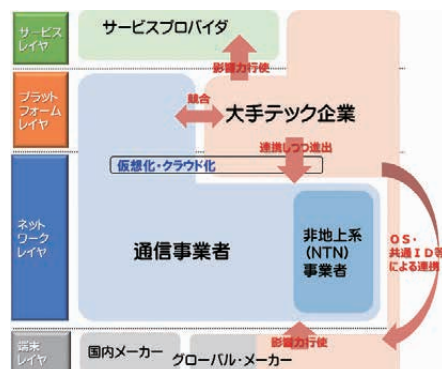 サービス
レイヤ
サービスプロバイダ
影響力行使
プラット
フォーム
レイヤ
競合
大手テック企業
連携しつつ進出
仮想化・クラウド化
ネット
ワーク
レイヤ
通信事業者
非地上系
(NTN)
事業者
OS・
共通ID等
による連携
影響力行使
端末
レイヤ
国内メーカー
グローバル・メーカー